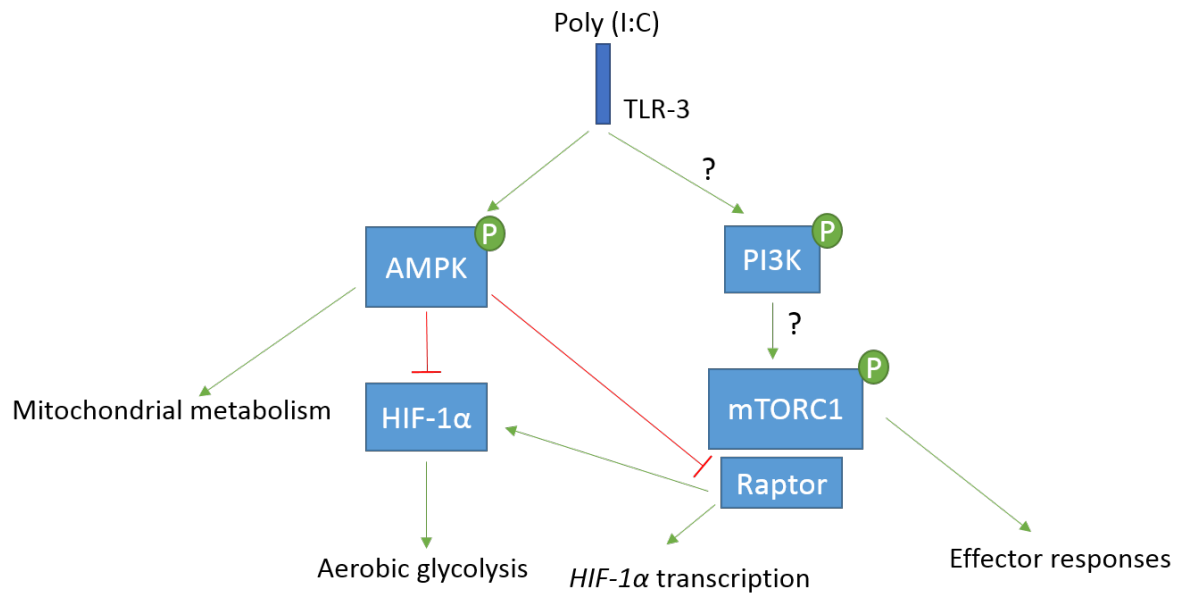 Poly (I:C)
TLR-3
?
P
P
AMPK
PI3K
?
P
Mitochondrial metabolism
HIF-1α
mTORC1
Raptor
Aerobic glycolysis
HIF-1α transcription
Effector responses